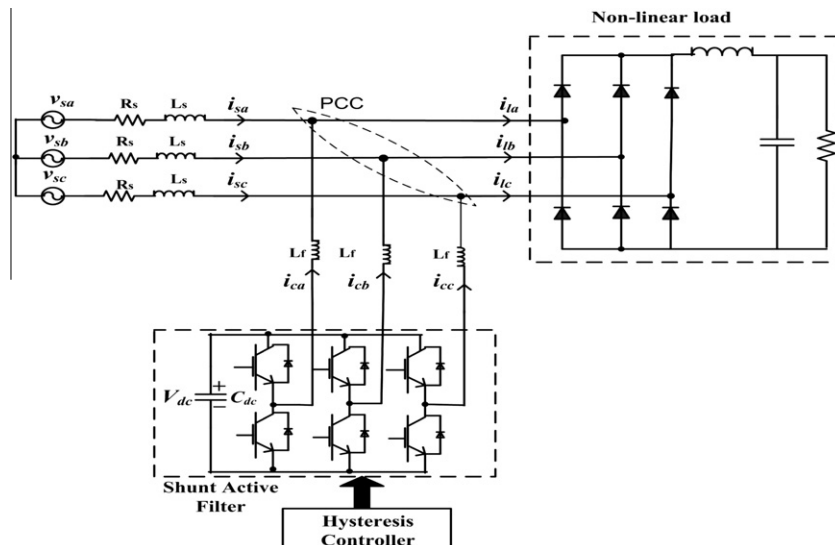 Non-linear load
vsa
Rs
Ls
isa
PCC
ila
vsb
Rs
Ls
isb
ilb
vsc
Rs
Ls
isc
ilc
Lf
Lf
Lf
ica
icb
icc
Vdc
+
−
Cdc
Shunt Active
Filter
Hysteresis
Controller